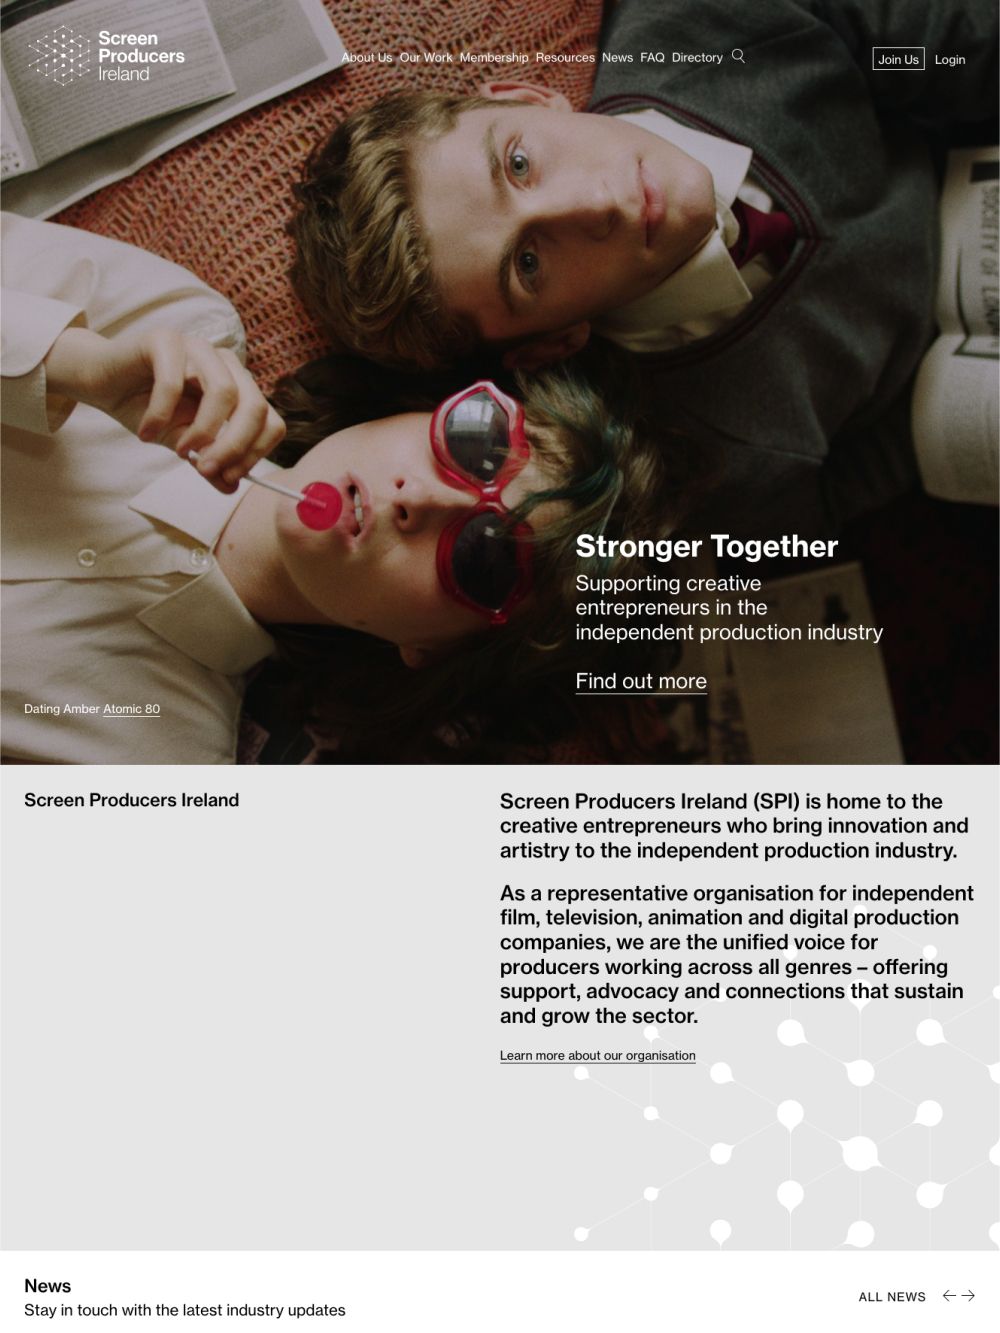 Screen
Producers
Ireland
About Us Our Work Membership Resources News FAQ Directory
Join Us Login
SOCIETY OF
Stronger Together
Supporting creative
entrepreneurs in the
independent production industry
Find out more
Dating Amber Atomic 80
Screen Producers Ireland
Screen Producers Ireland (SPI) is home to the
creative entrepreneurs who bring innovation and
artistry to the independent production industry.
As a representative organisation for independent
film, television, animation and digital production
companies, we are the unified voice for
producers working across all genres – offering
support, advocacy and connections that sustain
and grow the sector.
Learn more about our organisation
News
Stay in touch with the latest industry updates
ALL NEWS